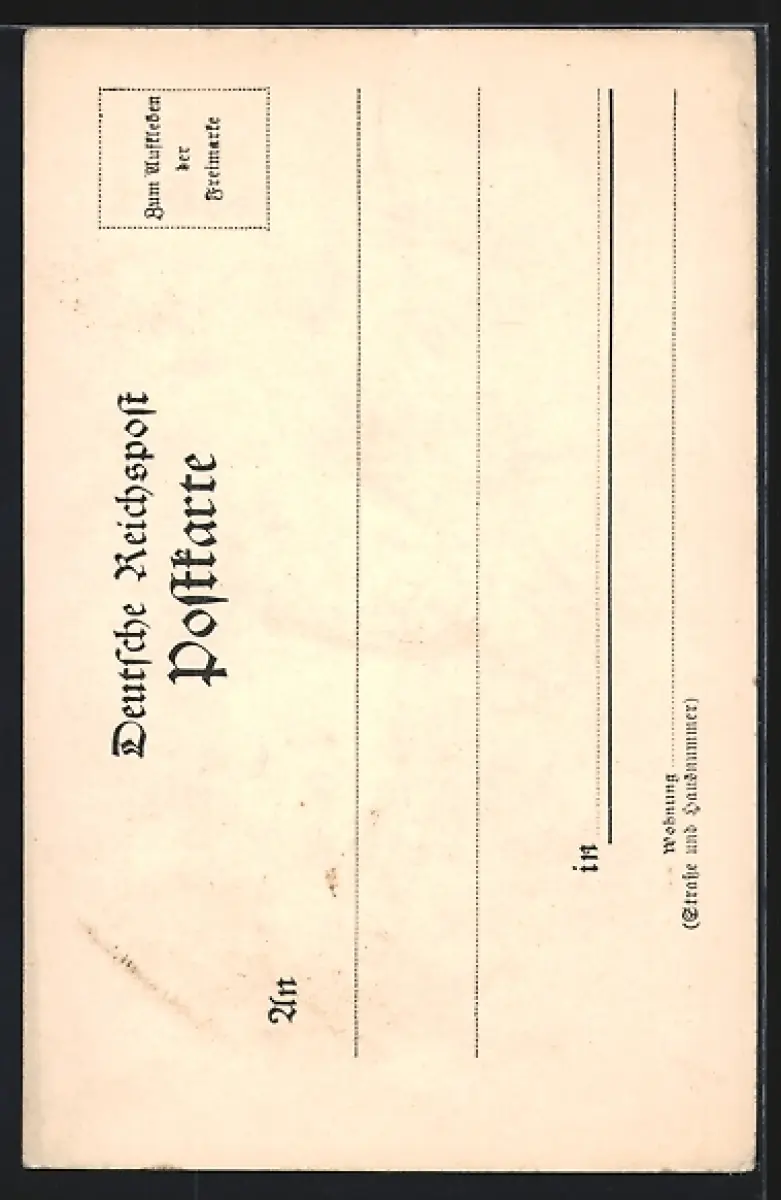 Deutsche Reichspost
Postkarte
Zum Aufkleben
der
Freimarke
An
in
Wohnung
(Straße und Hausnummer)